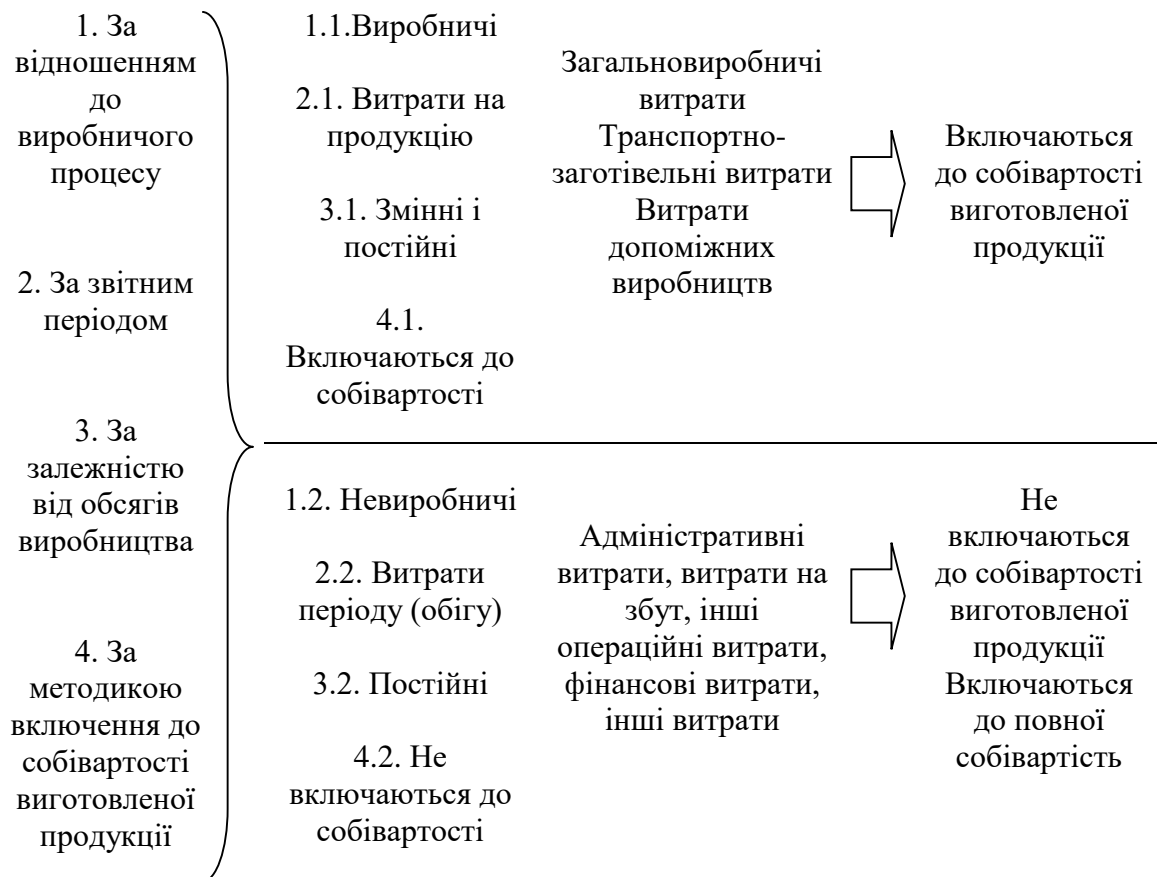 1. За
відношенням
до
виробничого
процесу
2. За звітним
періодом
3. За
залежністю
від обсягів
виробництва
4. За
методикою
включення до
собівартості
виготовленої
продукції
1.1.Виробничі
2.1. Витрати на
продукцію
3.1. Змінні і
постійні
4.1.
Включаються до
собівартості
Загальновиробничі
витрати
Транспортно-
заготівельні витрати
Витрати
допоміжних
виробництв
Включаються
до собівартості
виготовленої
продукції
1.2. Невиробничі
2.2. Витрати
періоду (обігу)
3.2. Постійні
4.2. Не
включаються до
собівартості
Адміністративні
витрати, витрати на
збут, інші
операційні витрати,
фінансові витрати,
інші витрати
Не
включаються
до собівартості
виготовленої
продукції
Включаються
до повної
собівартість